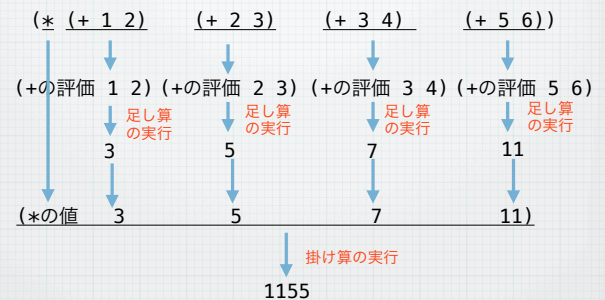 (* (+ 1 2) (+ 2 3) (+ 3 4) (+ 5 6))
(+の評価 1 2) (+の評価 2 3) (+の評価 3 4) (+の評価 5 6)
足し算 足し算 足し算 足し算
の実行 の実行 の実行 の実行
3 5 7 11
(*の値 3 5 7 11)
掛け算の実行
1155